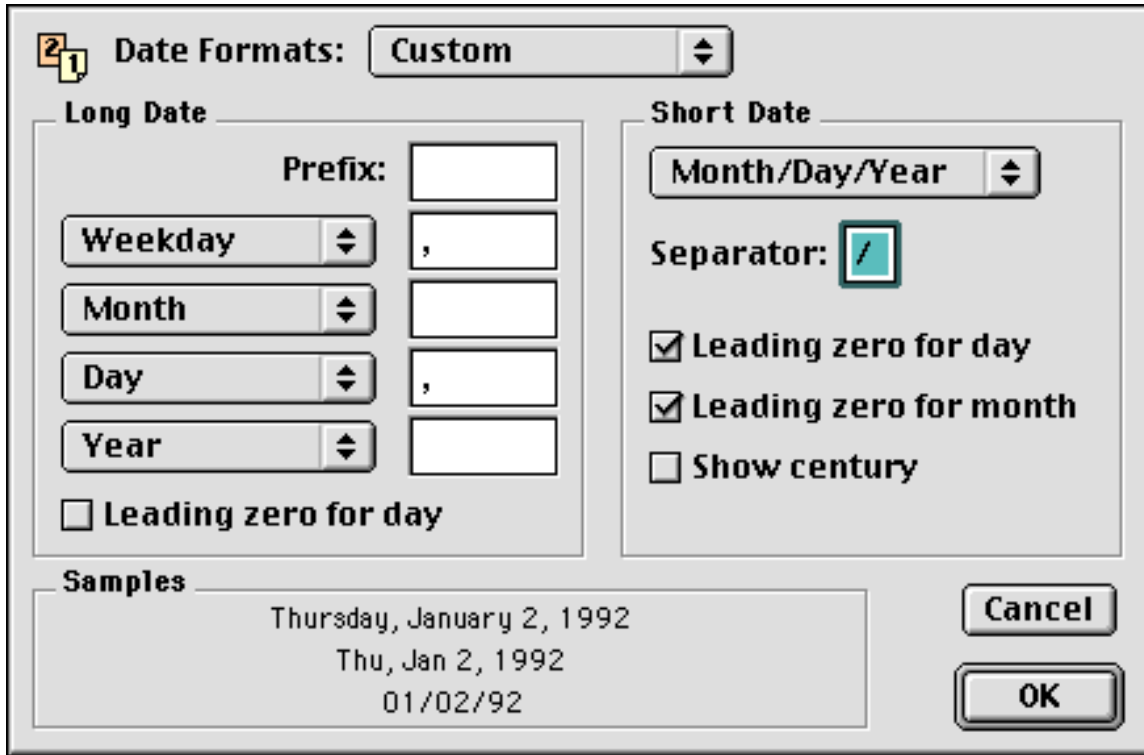 2
1
Date Formats: Custom
Long Date
Prefix:
Weekday ,
Month
Day ,
Year
Leading zero for day
Short Date
Month/Day/Year
Separator: /
Leading zero for day
Leading zero for month
Show century
Samples
Thursday, January 2, 1992
Thu, Jan 2, 1992
01/02/92
Cancel
OK